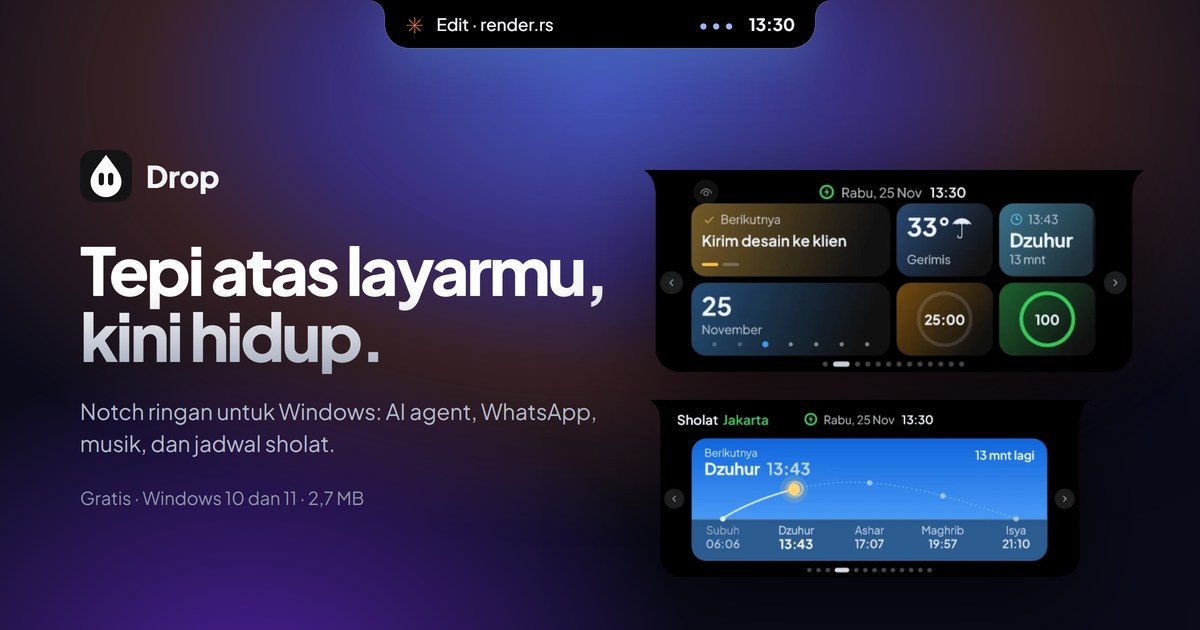 Edit · render.rs
13:30
Drop
Tepi atas layarmu,
kini hidup.
Notch ringan untuk Windows: AI agent, WhatsApp,
musik, dan jadwal sholat.
Gratis · Windows 10 dan 11 · 2,7 MB
Rabu, 25 Nov 13:30
Berikutnya
Kirim desain ke klien
33°
Gerimis
13:43
Dzuhur
13 mnt
25
November
25:00
100
Sholat Jakarta
Rabu, 25 Nov 13:30
Berikutnya
Dzuhur 13:43
13 mnt lagi
Subuh Dzuhur Ashar Maghrib Isya
06:06 13:43 17:07 19:57 21:10